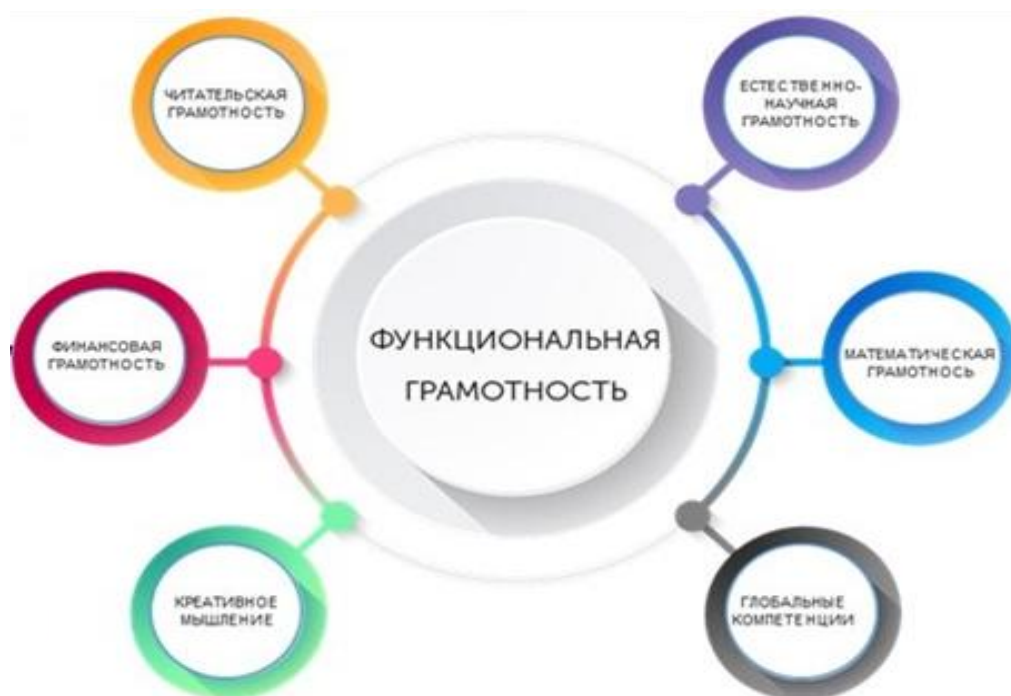 ЧИТАТЕЛЬСКАЯ
ГРАМОТНОСТЬ
ЕСТЕСТВЕННО-
НАУЧНАЯ
ГРАМОТНОСТЬ
ФИНАНСОВАЯ
ГРАМОТНОСТЬ
ФУНКЦИОНАЛЬНАЯ
ГРАМОТНОСТЬ
МАТЕМАТИЧЕСКАЯ
ГРАМОТНОСЬ
КРЕАТИВНОЕ
МЫШЛЕНИЕ
ГЛОБАЛЬНЫЕ
КОМПЕТЕНЦИИ